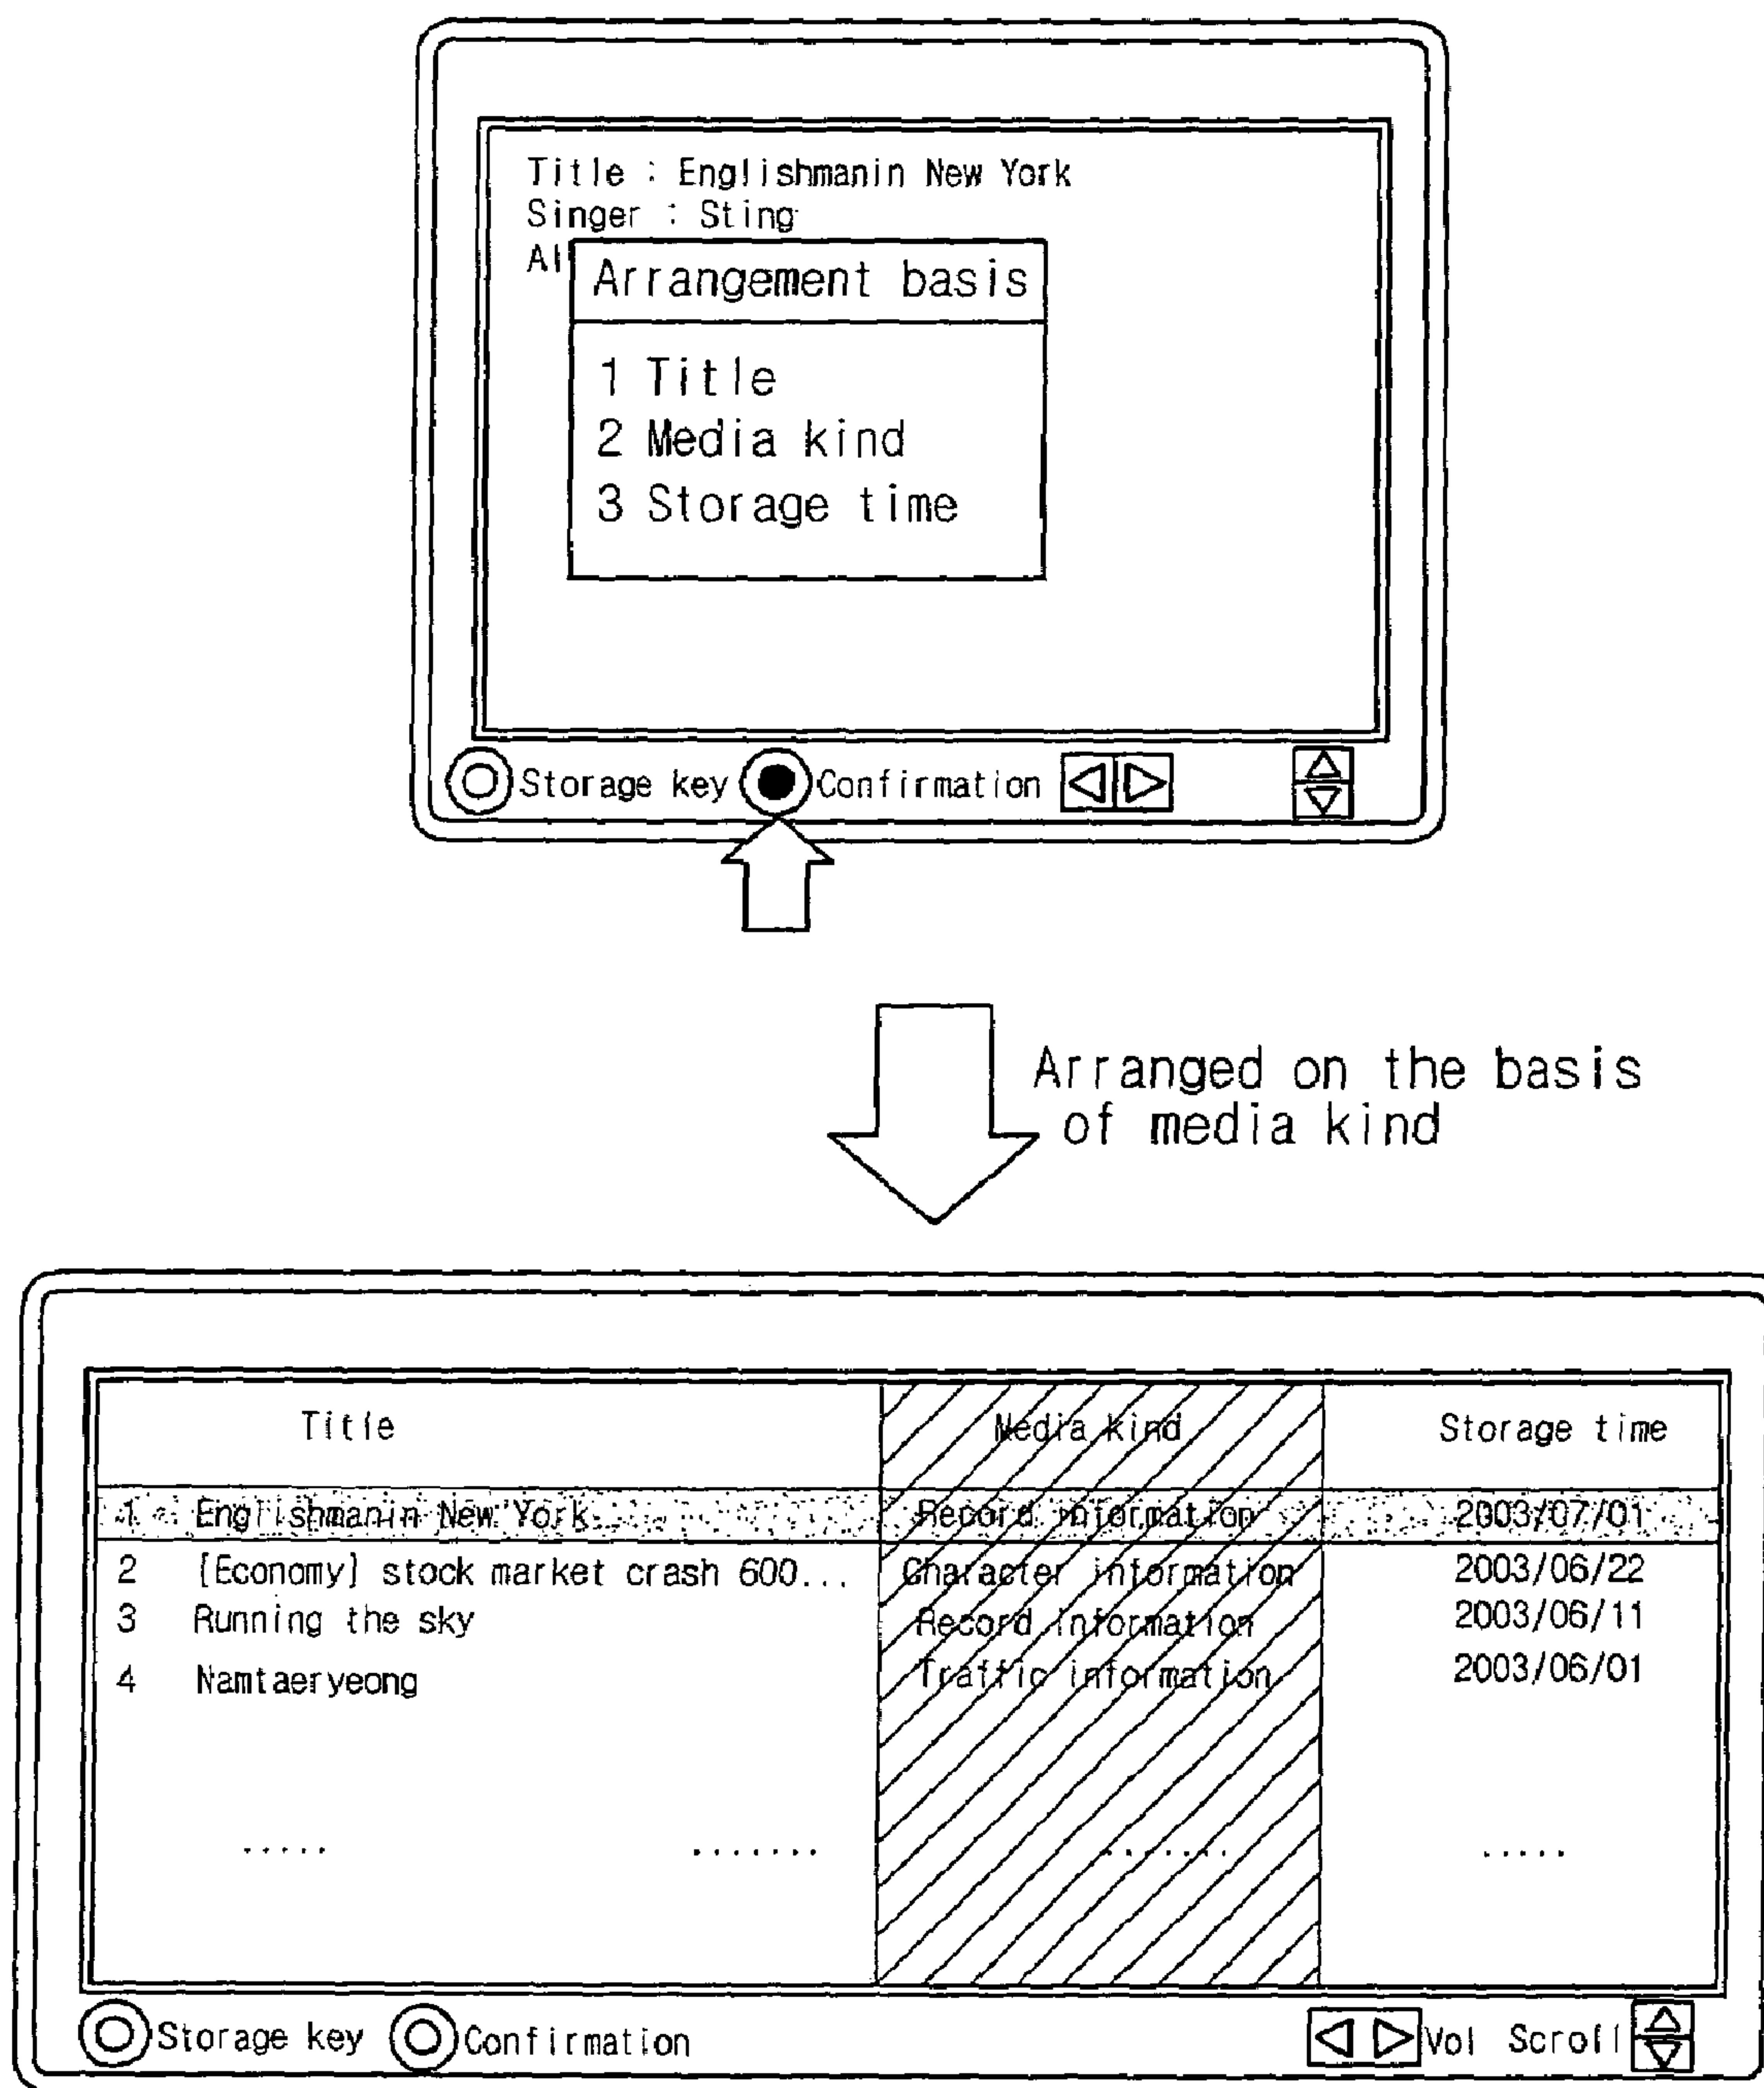 Title : Englishmanin New York
Singer : Sting
Al
Arrangement basis
1 Title
2 Media kind
3 Storage time
Storage key Confirmation
Arranged on the basis
of media kind
Title Media kind Storage time
1 Englishmanin New York Record information 2003/07/01
2 [Economy] stock market crash 600... Character information 2003/06/22
3 Running the sky Record information 2003/06/11
4 Namtaeryeong Traffic information 2003/06/01
..... ....... ........ .....
Storage key Confirmation Vol Scroll